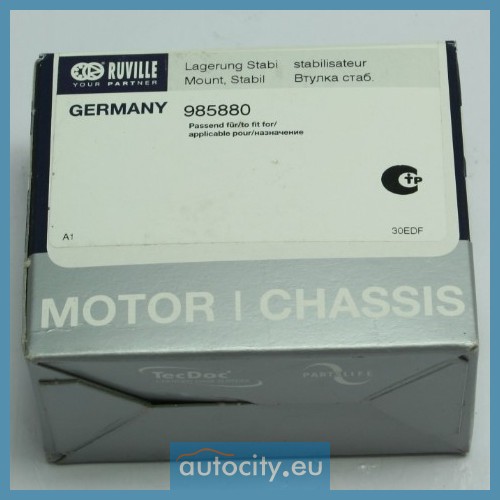 RUVILLE
YOUR PARTNER
Lagerung Stabi stabilisateur
Mount, Stabil Втулка стаб.
GERMANY 985880
Passend für/to fit for/
applicable pour/назначение
A1
30EDF
MOTOR | CHASSIS
TecDoc
PARTSLIFE
autocity.eu